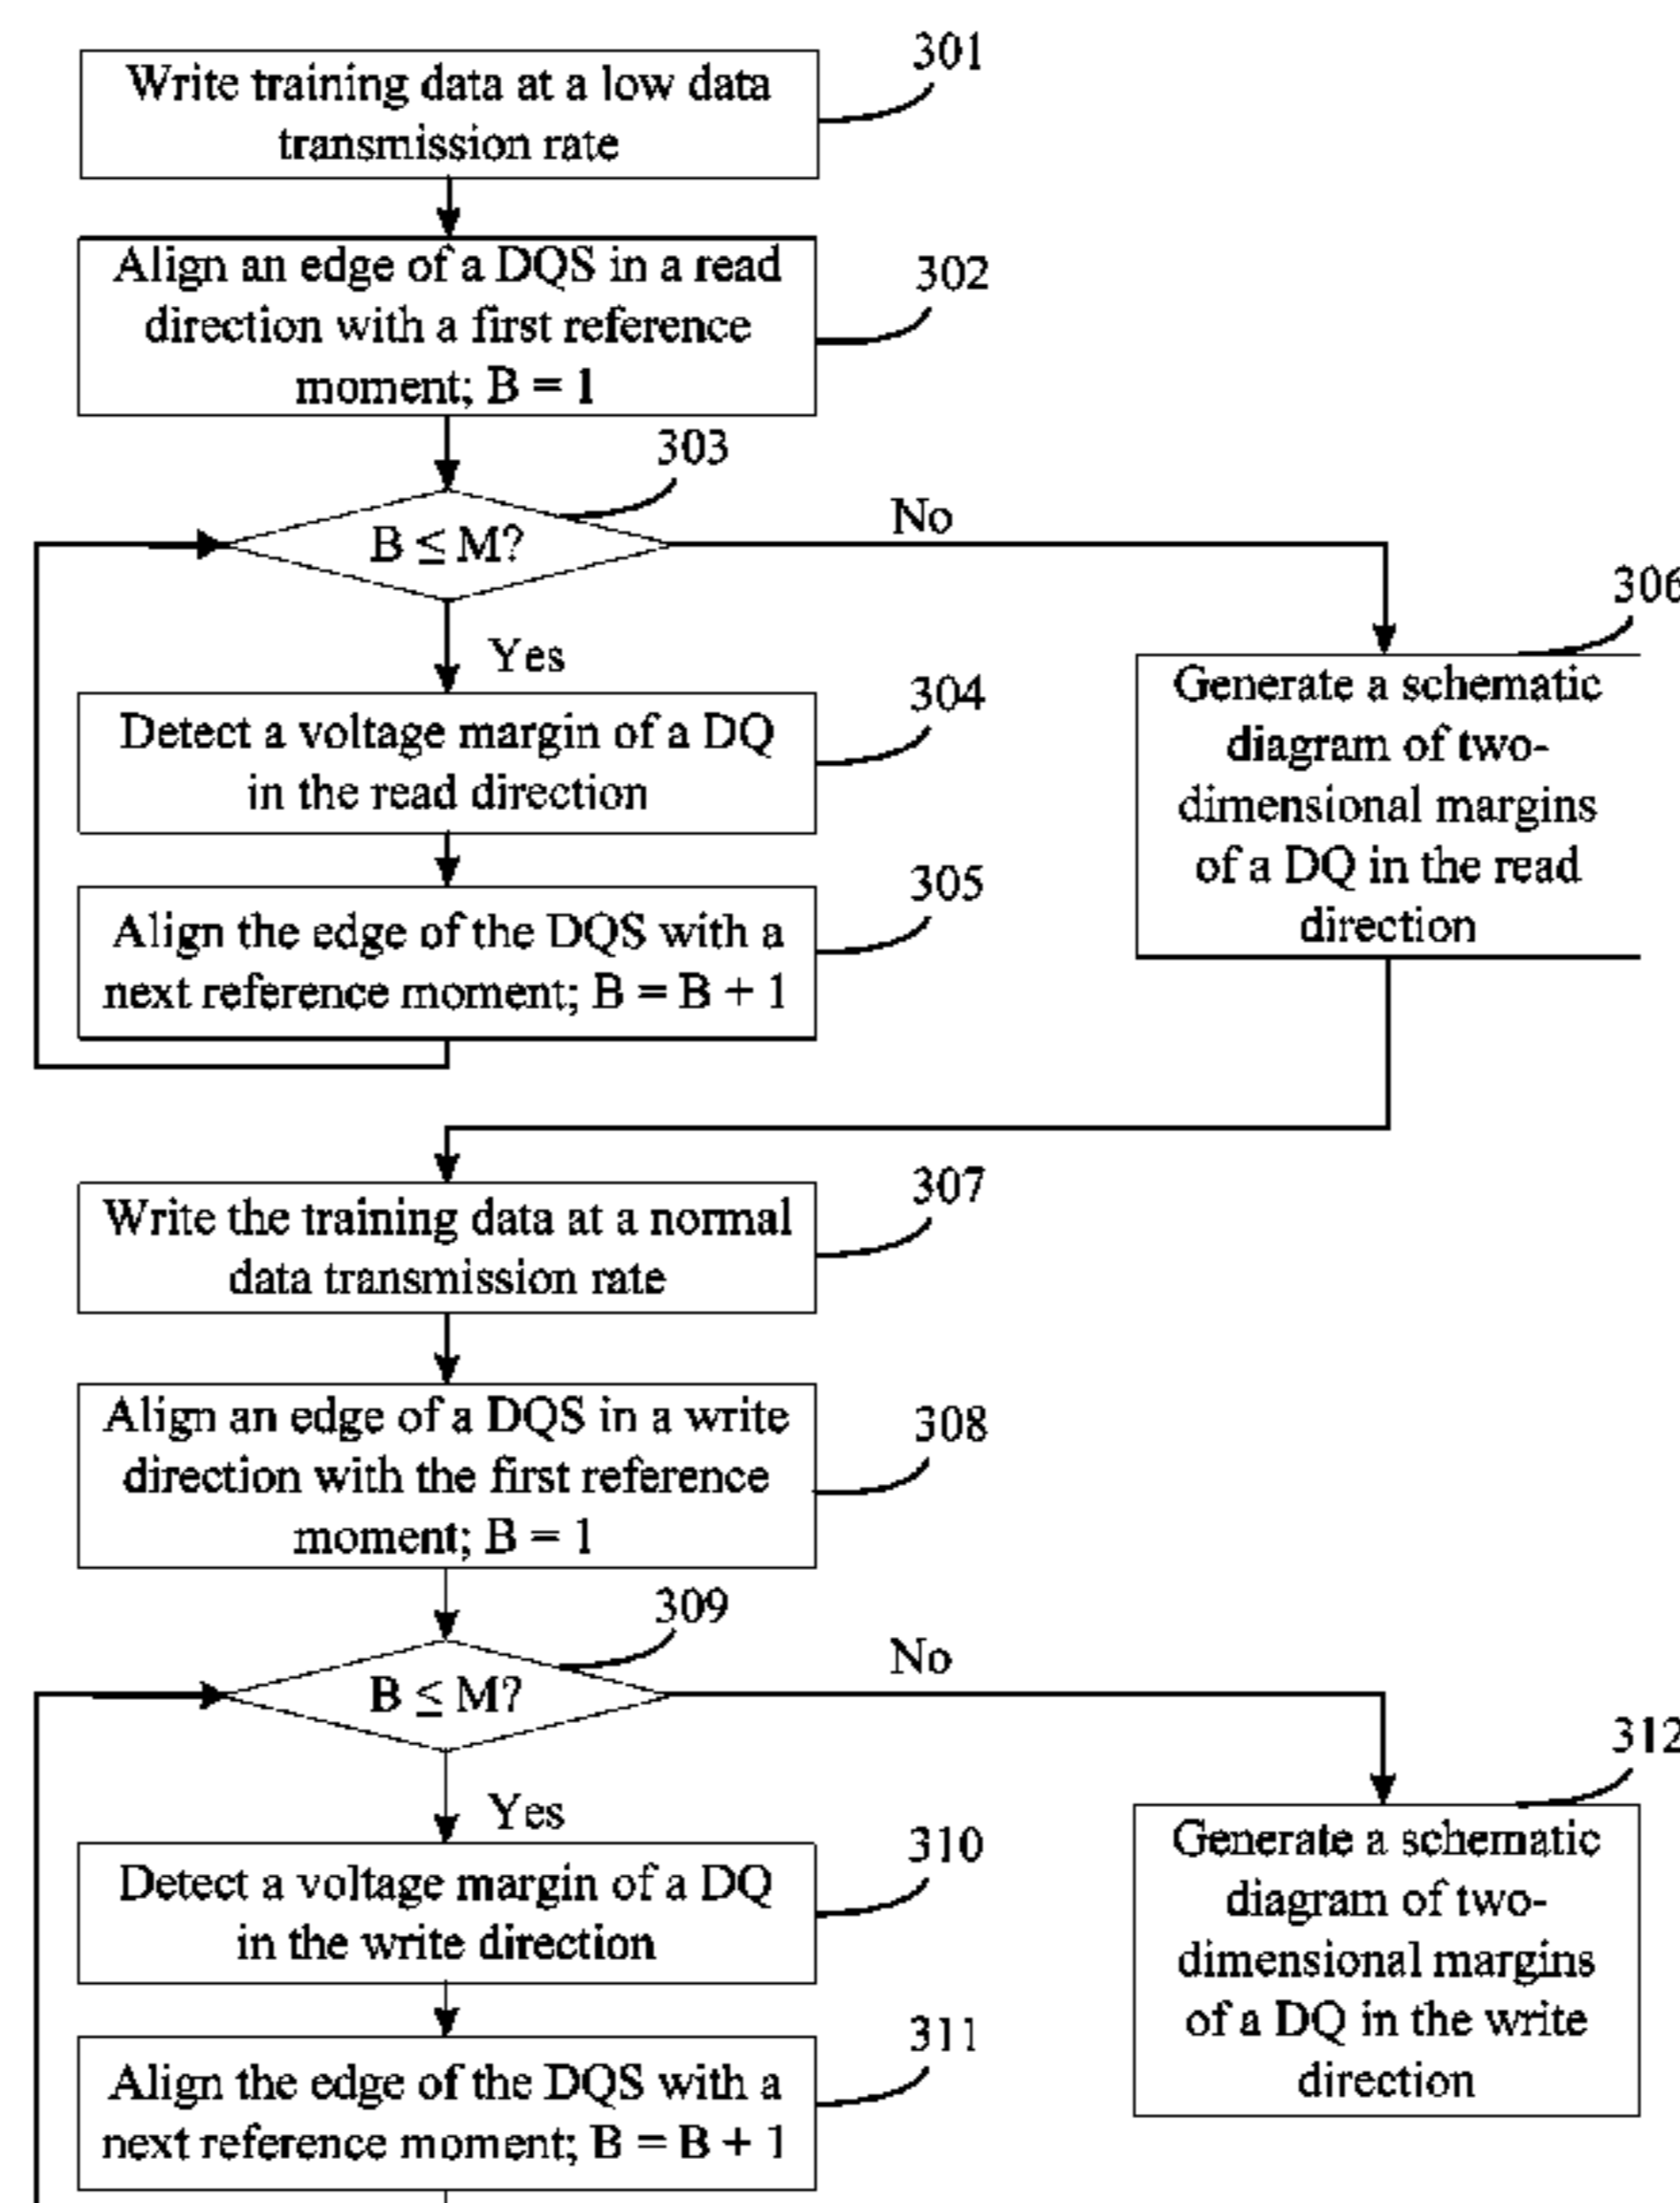 301
Write training data at a low data
transmission rate
302
Align an edge of a DQS in a read
direction with a first reference
moment; B = 1
303
B ≤ M?
No
Yes
306
304
Detect a voltage margin of a DQ
in the read direction
Generate a schematic
diagram of two-
dimensional margins
of a DQ in the read
direction
305
Align the edge of the DQS with a
next reference moment; B = B + 1
307
Write the training data at a normal
data transmission rate
308
Align an edge of a DQS in a write
direction with the first reference
moment; B = 1
309
B ≤ M?
No
Yes
312
310
Detect a voltage margin of a DQ
in the write direction
Generate a schematic
diagram of two-
dimensional margins
of a DQ in the write
direction
311
Align the edge of the DQS with a
next reference moment; B = B + 1